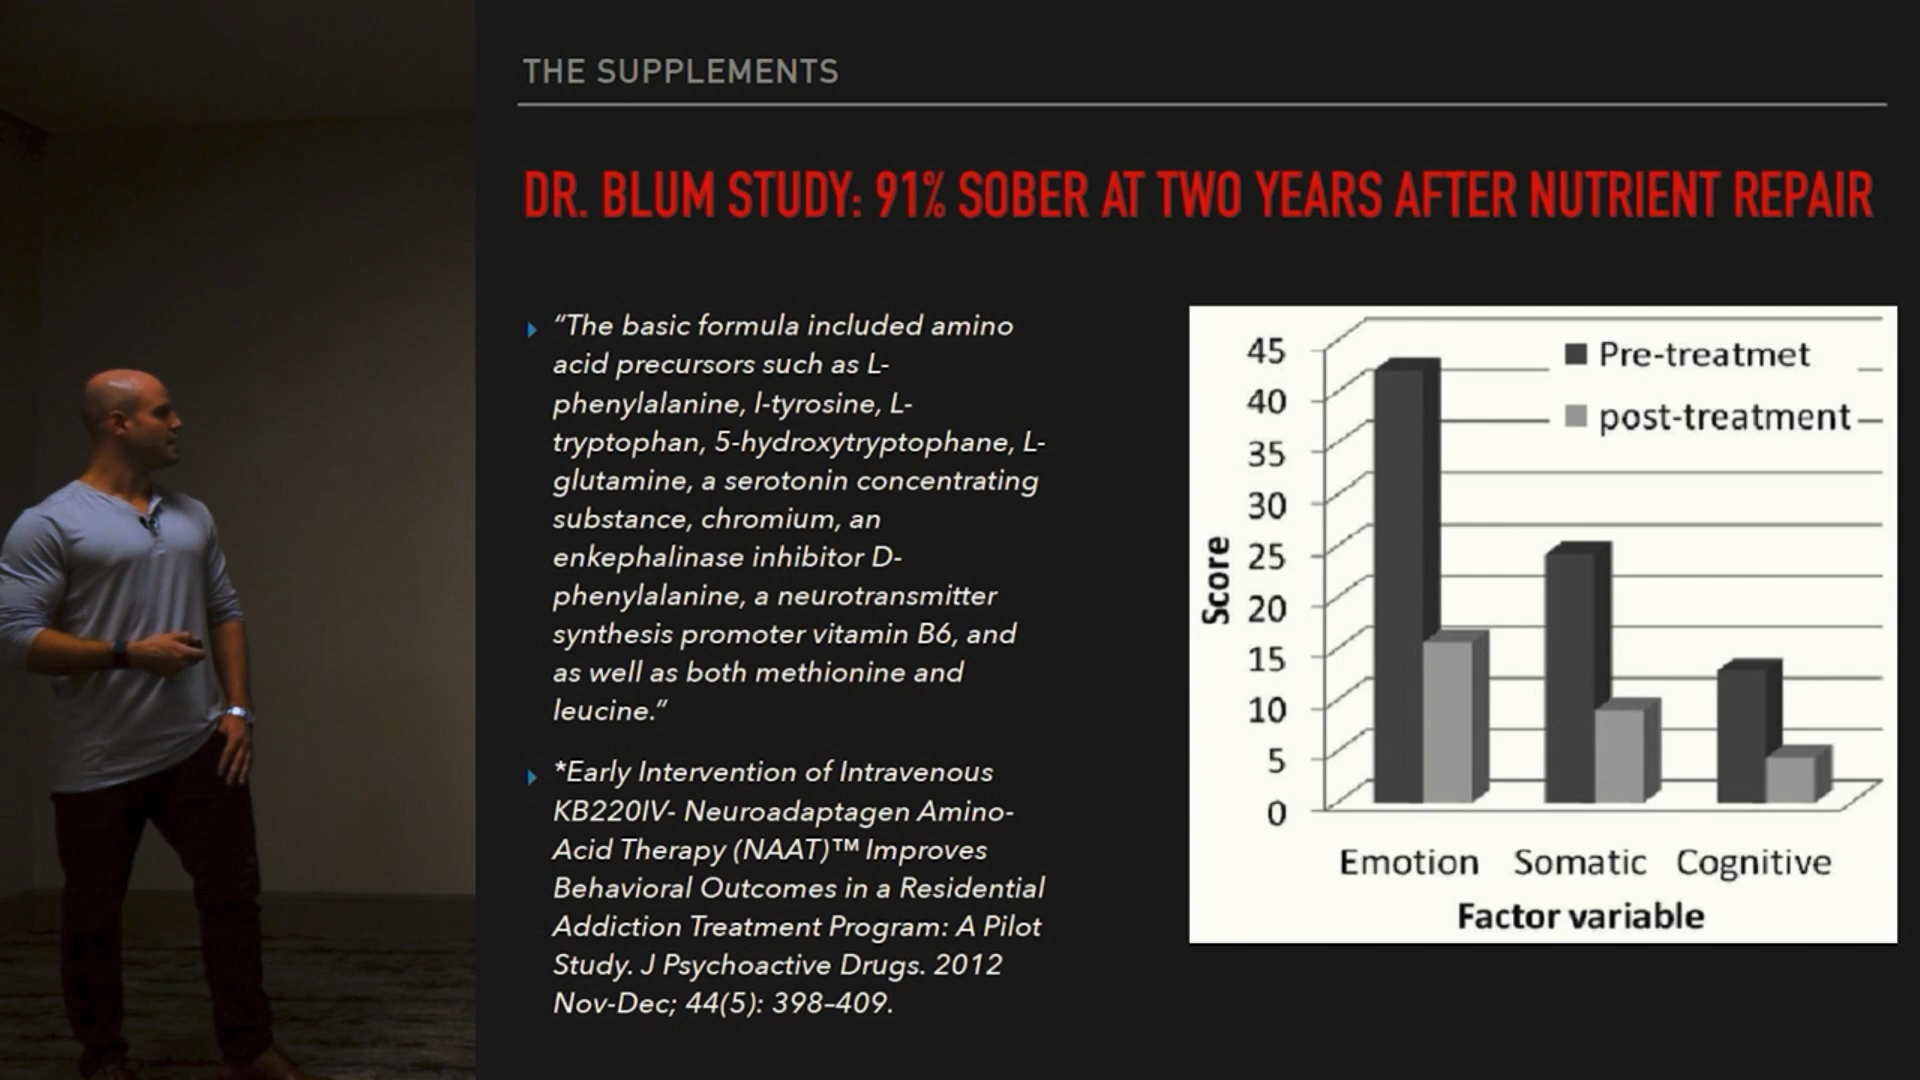 THE SUPPLEMENTS
DR. BLUM STUDY: 91% SOBER AT TWO YEARS AFTER NUTRIENT REPAIR
“The basic formula included amino
acid precursors such as L-
phenylalanine, l-tyrosine, L-
tryptophan, 5-hydroxytryptophane, L-
glutamine, a serotonin concentrating
substance, chromium, an
enkephalinase inhibitor D-
phenylalanine, a neurotransmitter
synthesis promoter vitamin B6, and
as well as both methionine and
leucine.”
*Early Intervention of Intravenous
KB220IV- Neuroadaptagen Amino-
Acid Therapy (NAAT)™ Improves
Behavioral Outcomes in a Residential
Addiction Treatment Program: A Pilot
Study. J Psychoactive Drugs. 2012
Nov-Dec; 44(5): 398–409.
Pre-treatmet
post-treatment
45
40
35
30
25
20
15
10
5
0
Score
Emotion Somatic Cognitive
Factor variable